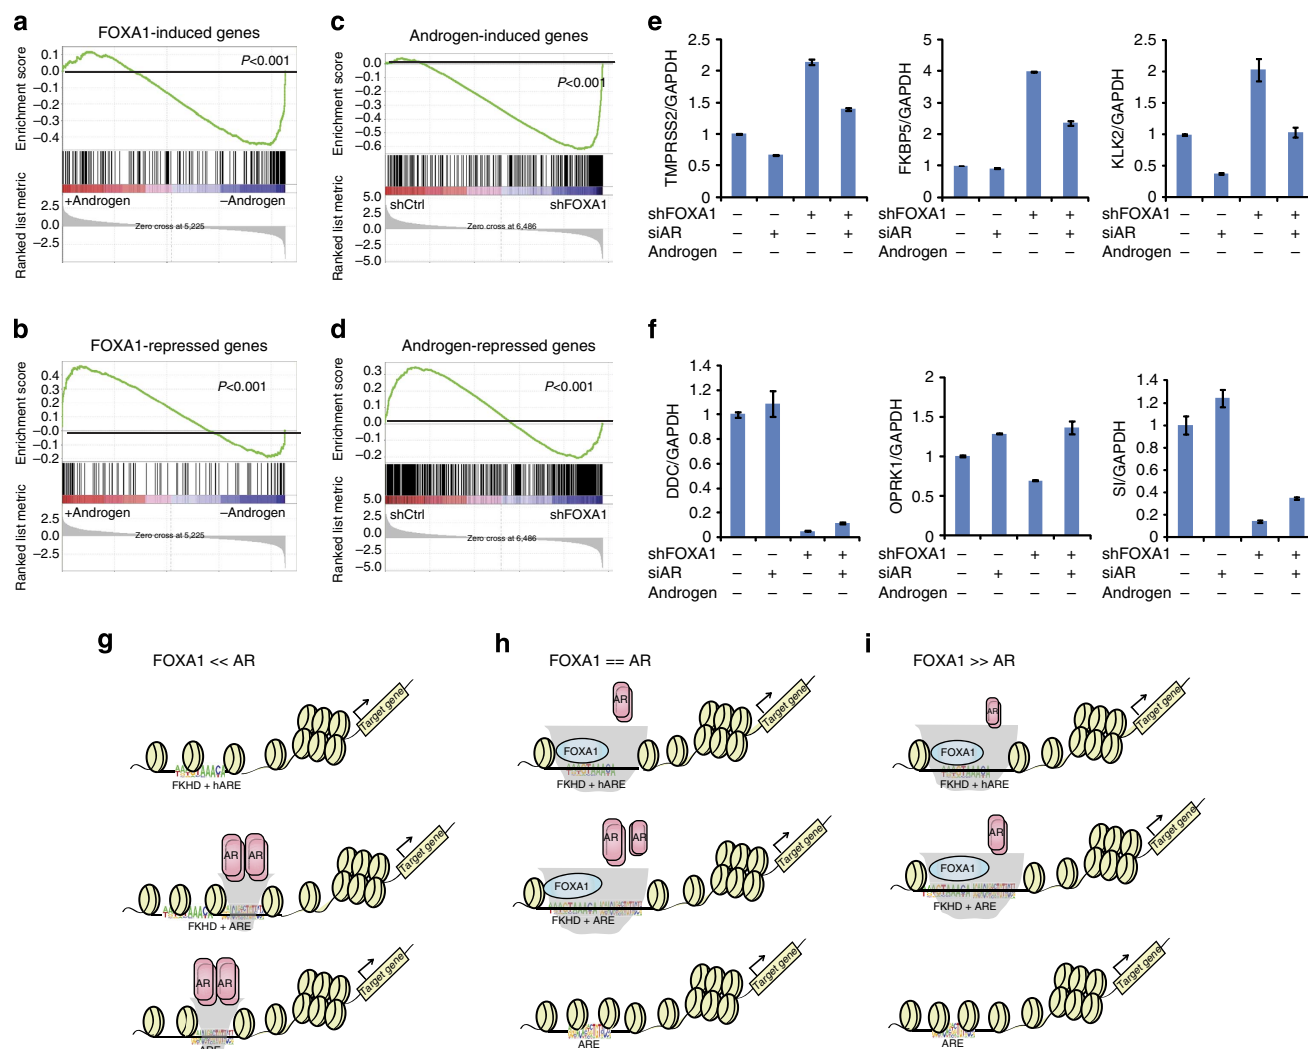 a
FOXA1-induced genes
Enrichment score
0.1
0.0
−0.1
−0.2
−0.3
−0.4
P<0.001
+Androgen
−Androgen
Ranked list metric
2.5
0.0
−2.5
Zero cross at 5,225
b
FOXA1-repressed genes
Enrichment score
0.4
0.3
0.2
0.1
−0.0
−0.1
−0.2
P<0.001
+Androgen
−Androgen
Ranked list metric
2.5
0.0
−2.5
Zero cross at 5,225
c
Androgen-induced genes
Enrichment score
0.0
−0.1
−0.2
−0.3
−0.4
−0.5
−0.6
P<0.001
shCtrl
shFOXA1
Ranked list metric
5.0
2.5
0.0
−2.5
−5.0
Zero cross at 6,486
d
Androgen-repressed genes
Enrichment score
0.3
0.2
0.1
0.0
−0.1
−0.2
P<0.001
shCtrl
shFOXA1
Ranked list metric
5.0
2.5
0.0
−2.5
−5.0
Zero cross at 6,486
e
TMPRSS2/GAPDH
2.5
2
1.5
1
0.5
0
shFOXA1 − − + +
siAR − + − +
Androgen − − − −
FKBP5/GAPDH
5
4
3
2
1
0
shFOXA1 − − + +
siAR − + − +
Androgen − − − −
KLK2/GAPDH
2.5
2
1.5
1
0.5
0
shFOXA1 − − + +
siAR − + − +
Androgen − − − −
f
DDC/GAPDH
1.4
1.2
1
0.8
0.6
0.4
0.2
0
shFOXA1 − − + +
siAR − + − +
Androgen − − − −
OPRK1/GAPDH
2
1.5
1
0.5
0
shFOXA1 − − + +
siAR − + − +
Androgen − − − −
SI/GAPDH
1.4
1.2
1
0.8
0.6
0.4
0.2
0
shFOXA1 − − + +
siAR − + − +
Androgen − − − −
g
FOXA1 << AR
Target gene
FKHD + hARE
AR AR
Target gene
FKHD + ARE
AR AR
Target gene
ARE
h
FOXA1 == AR
AR
FOXA1
Target gene
FKHD + hARE
AR AR
FOXA1
Target gene
FKHD + ARE
Target gene
ARE
i
FOXA1 >> AR
AR
FOXA1
Target gene
FKHD + hARE
AR
FOXA1
Target gene
FKHD + ARE
Target gene
ARE